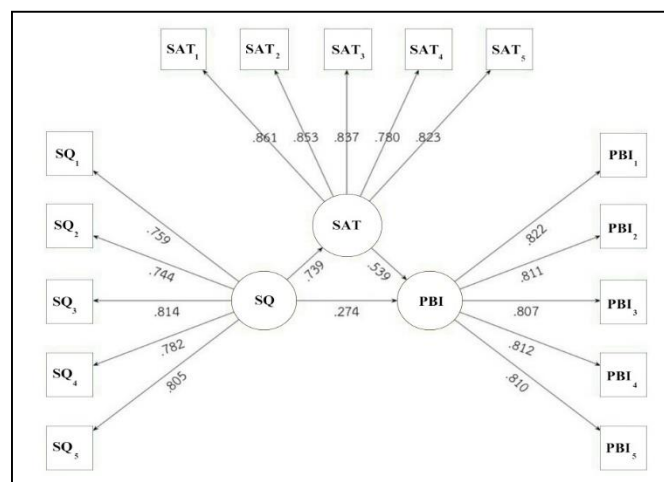 SAT₁ SAT₂ SAT₃ SAT₄ SAT₅
.861 .853 .837 .780 .823
SQ₁ PBI₁
.759 .822
SQ₂ SAT PBI₂
.744 .739 .539 .811
SQ₃ .814 SQ .274 PBI .807 PBI₃
.782 .812
SQ₄ .805 .810 PBI₄
SQ₅ PBI₅